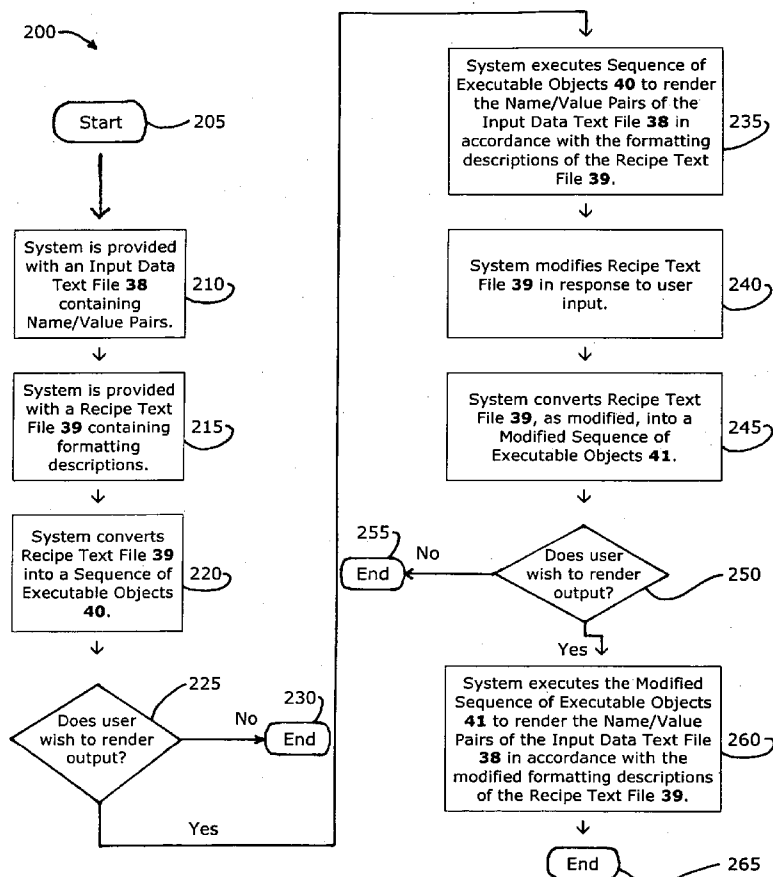 200
Start
205
System is provided
with an Input Data
Text File 38
containing
Name/Value Pairs.
210
System is provided
with a Recipe Text
File 39 containing
formatting
descriptions.
215
System converts
Recipe Text File 39
into a Sequence of
Executable Objects
40.
220
225
Does user
wish to render
output?
No
230
End
Yes
System executes Sequence of
Executable Objects 40 to render
the Name/Value Pairs of the
Input Data Text File 38 in
accordance with the formatting
descriptions of the Recipe Text
File 39.
235
System modifies Recipe Text
File 39 in response to user
input.
240
System converts Recipe Text
File 39, as modified, into a
Modified Sequence of
Executable Objects 41.
245
255
End
No
Does user
wish to render
output?
250
Yes
System executes the Modified
Sequence of Executable Objects
41 to render the Name/Value
Pairs of the Input Data Text File
38 in accordance with the
modified formatting descriptions
of the Recipe Text File 39.
260
End
265